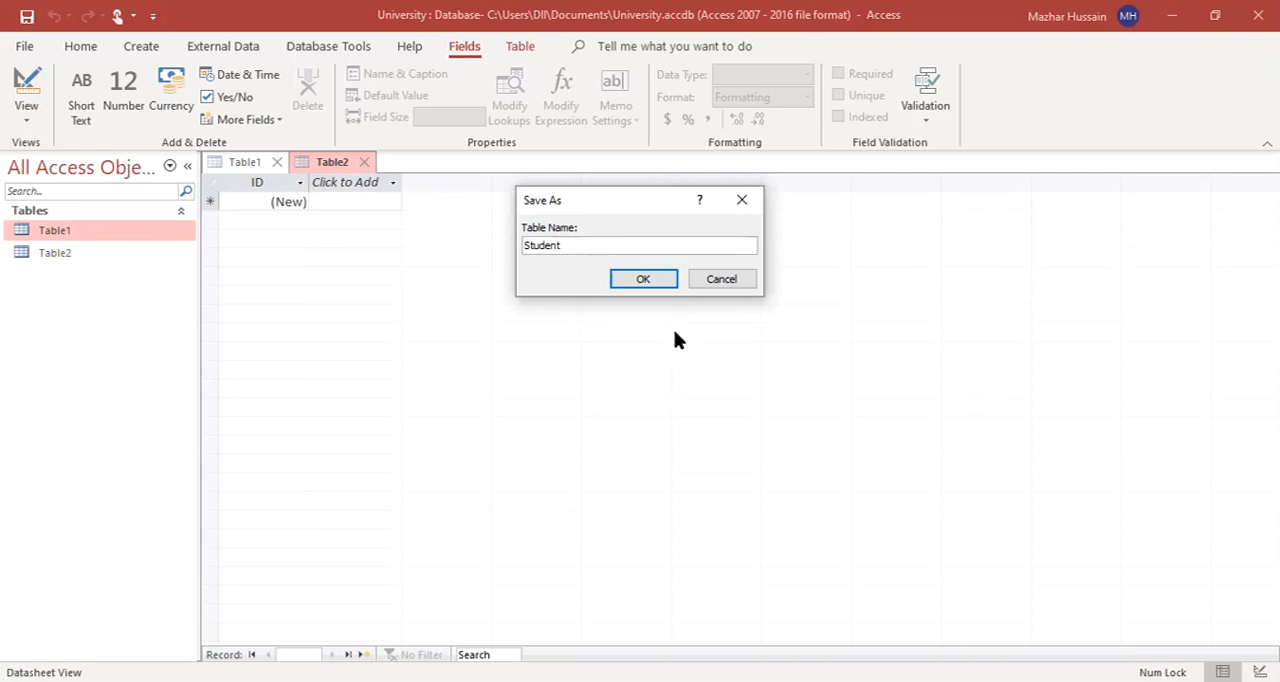 University : Database- C:\Users\Dll\Documents\University.accdb (Access 2007 - 2016 file format) - Access
Mazhar Hussain MH
File Home Create External Data Database Tools Help Fields Table Tell me what you want to do
View
Views
AB
Short
Text
12
Number
Currency
Date & Time
Yes/No
More Fields
Delete
Add & Delete
Name & Caption
Default Value
Field Size
Modify
Lookups
fx
Modify
Expression
ab|
Memo
Settings
Properties
Data Type:
Format: Formatting
$ % ,
Formatting
Required
Unique
Indexed
Validation
Field Validation
All Access Obje...
Search...
Tables
Table1
Table2
Table1 Table2
ID Click to Add
(New)
Save As
?
Table Name:
Student
OK Cancel
Record: No Filter Search
Datasheet View
Num Lock